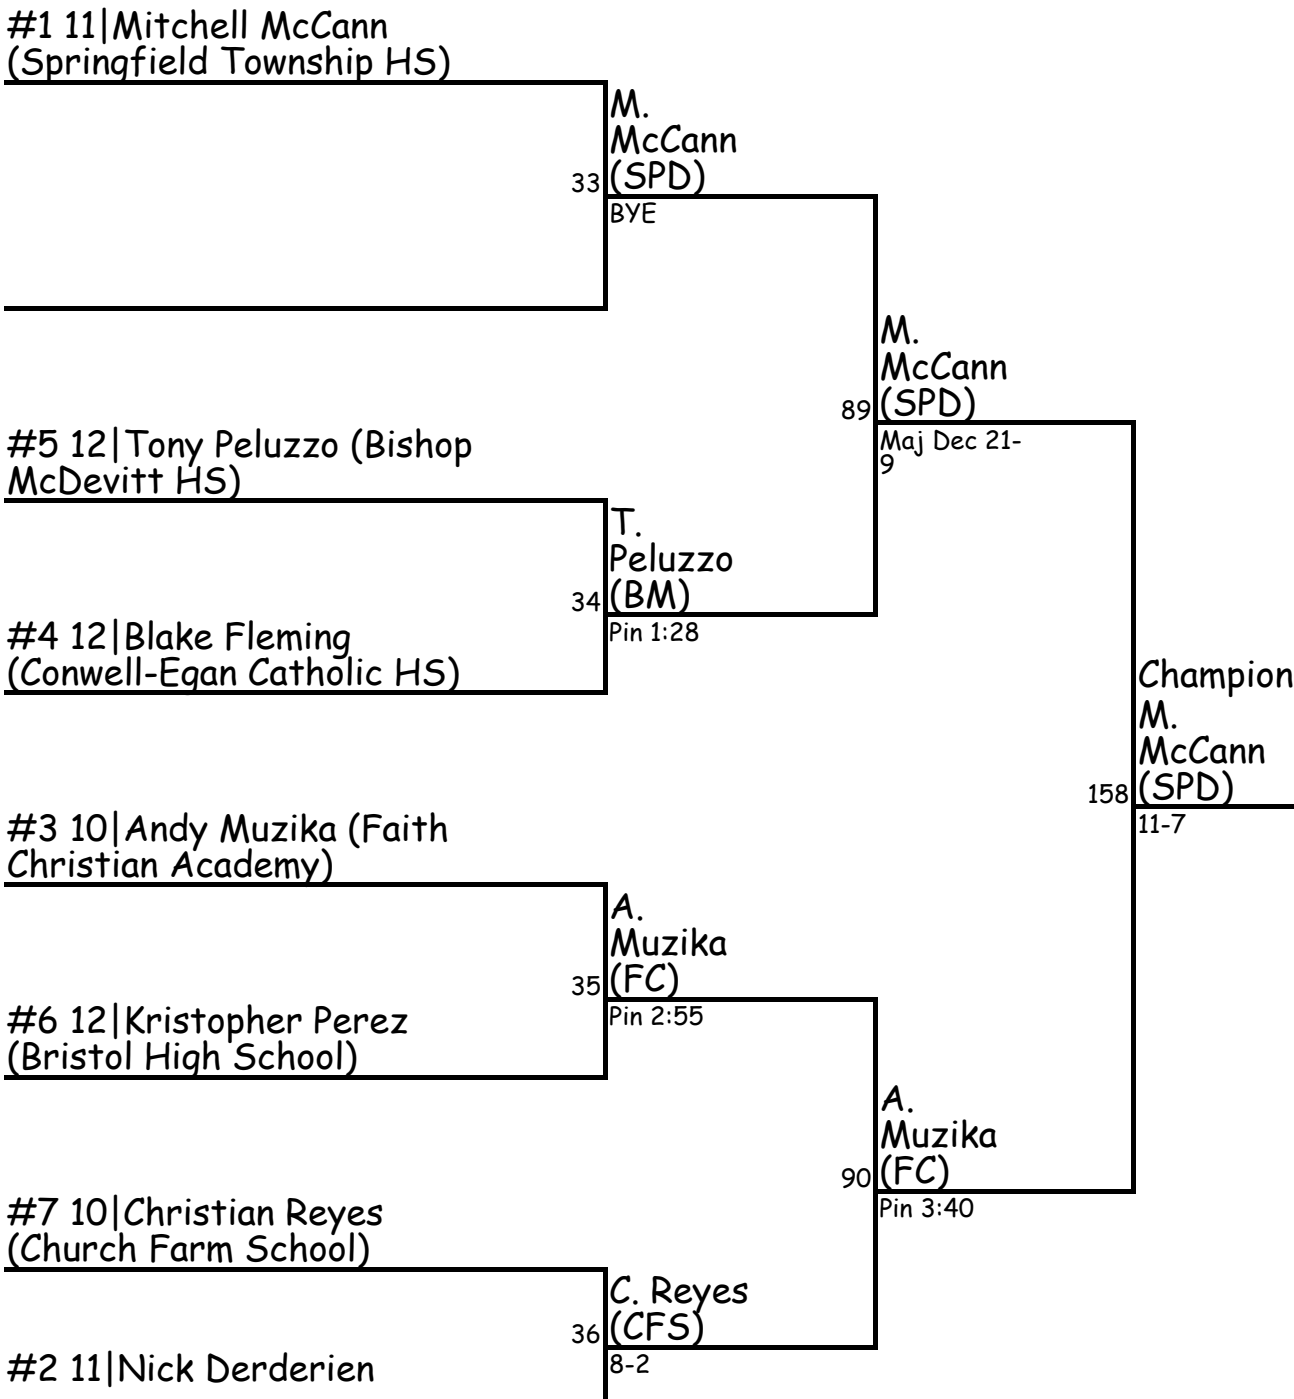 #1 11|Mitchell McCann
(Springfield Township HS)
M.
McCann
(SPD)
33
BYE
M.
McCann
(SPD)
89
Maj Dec 21-
9
#5 12|Tony Peluzzo (Bishop
McDevitt HS)
T.
Peluzzo
(BM)
34
Pin 1:28
#4 12|Blake Fleming
(Conwell-Egan Catholic HS)
Champion
M.
McCann
(SPD)
158
11-7
#3 10|Andy Muzika (Faith
Christian Academy)
A.
Muzika
(FC)
35
Pin 2:55
#6 12|Kristopher Perez
(Bristol High School)
A.
Muzika
(FC)
90
Pin 3:40
#7 10|Christian Reyes
(Church Farm School)
C. Reyes
(CFS)
36
8-2
#2 11|Nick Derderien